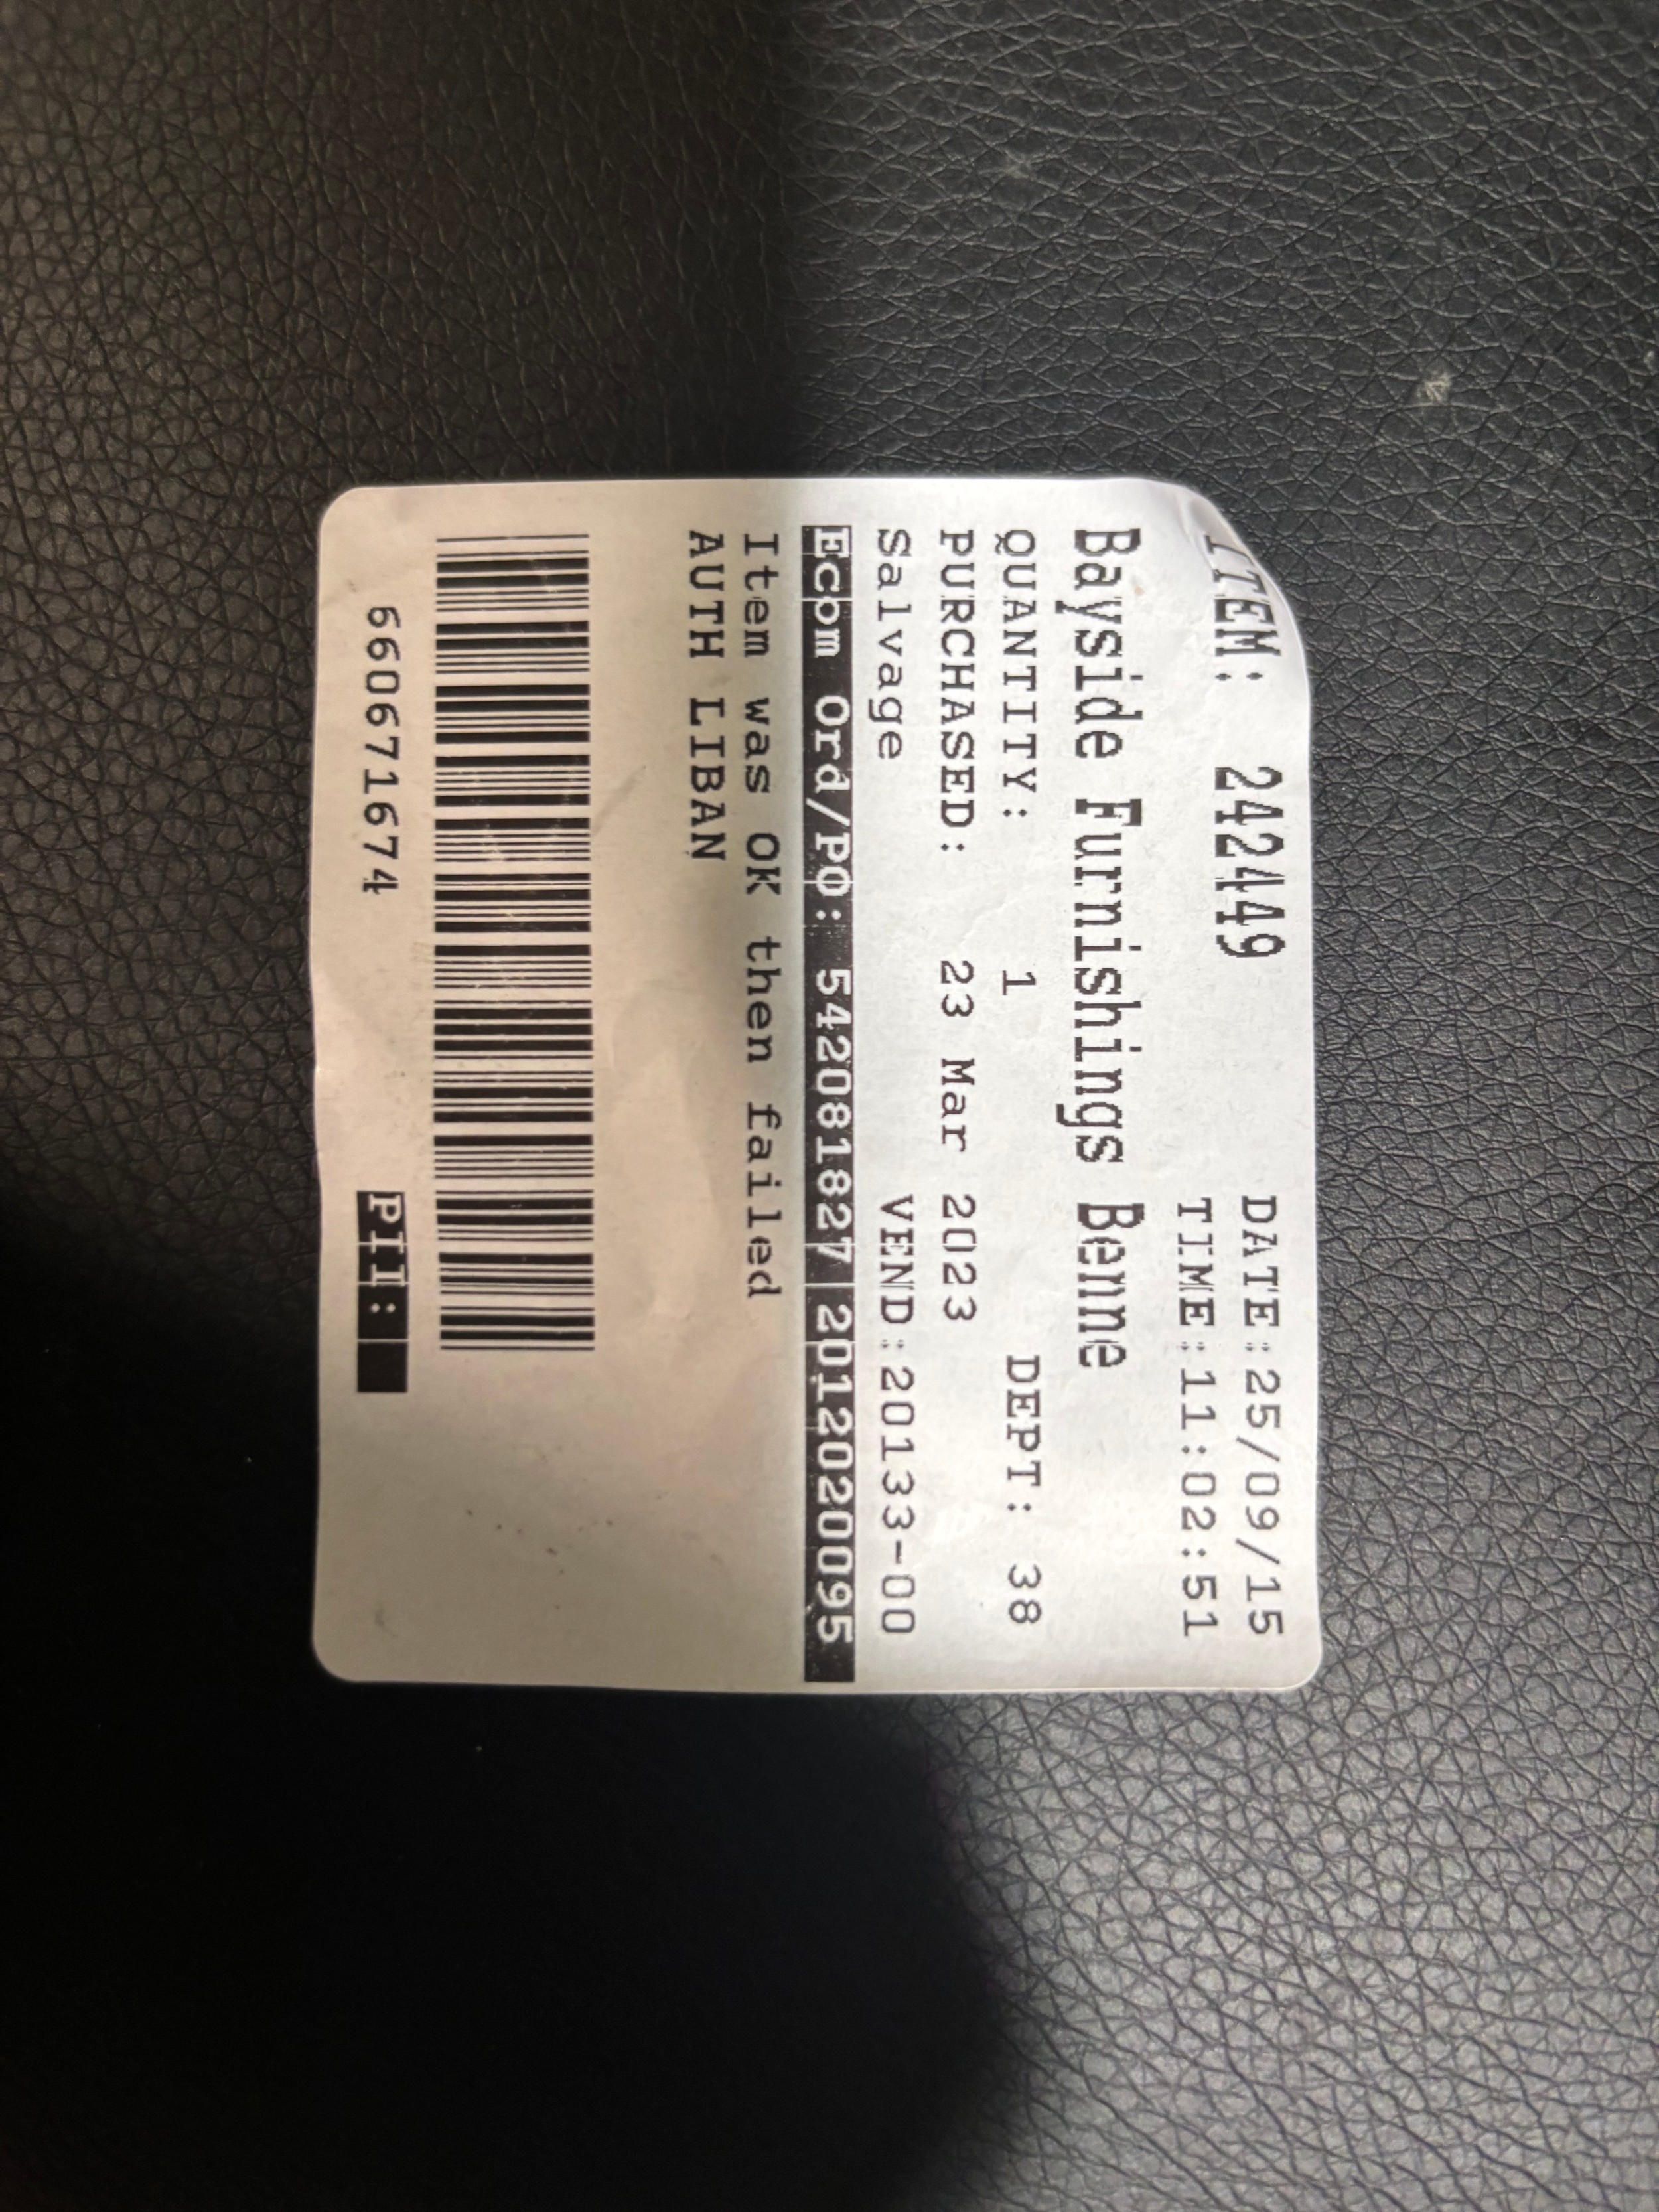 ITEM: 242449 DATE:25/09/15
TIME:11:02:51
Bayside Furnishings Benne
QUANTITY: 1 DEPT: 38
PURCHASED: 23 Mar 2023
Salvage VEND:20133-00
Ecom Ord/PO: 542081827 2012020095
Item was OK then failed
AUTH LIBAN
660671674 PII: